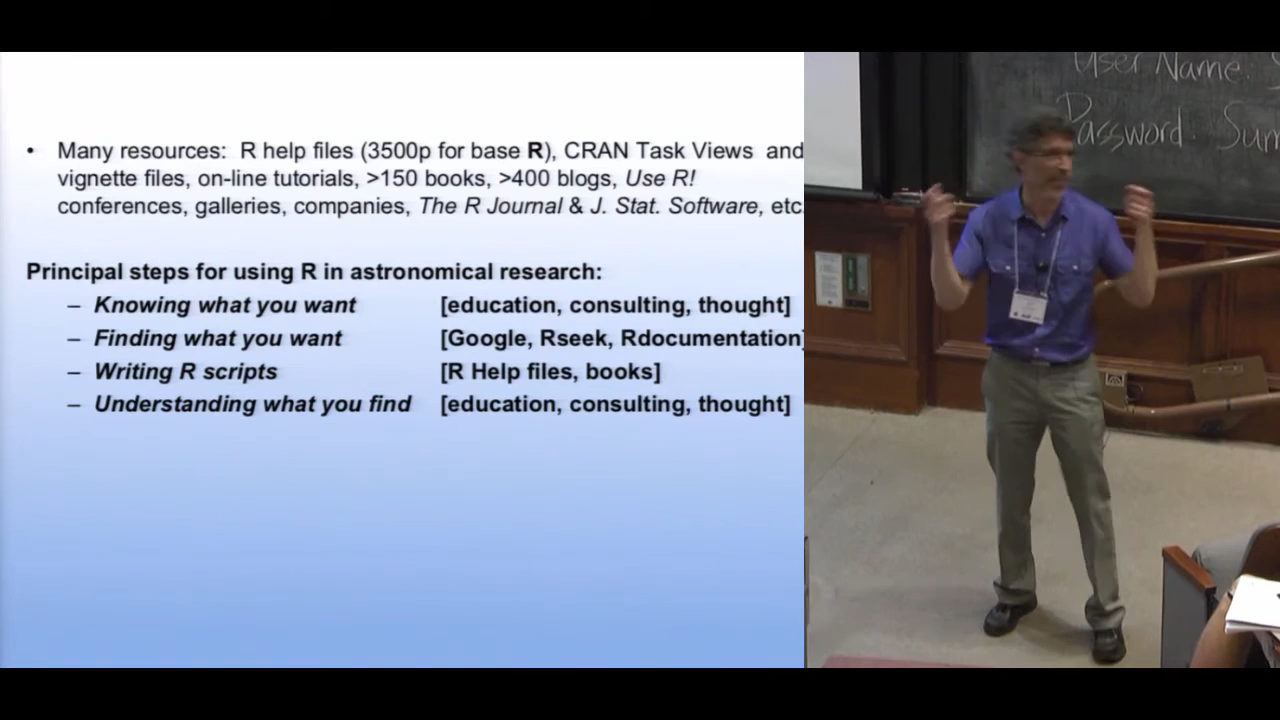 • Many resources: R help files (3500p for base R), CRAN Task Views and
vignette files, on-line tutorials, >150 books, >400 blogs, Use R!
conferences, galleries, companies, The R Journal & J. Stat. Software, etc.
Principal steps for using R in astronomical research:
– Knowing what you want [education, consulting, thought]
– Finding what you want [Google, Rseek, Rdocumentation]
– Writing R scripts [R Help files, books]
– Understanding what you find [education, consulting, thought]
User Name:
Password.